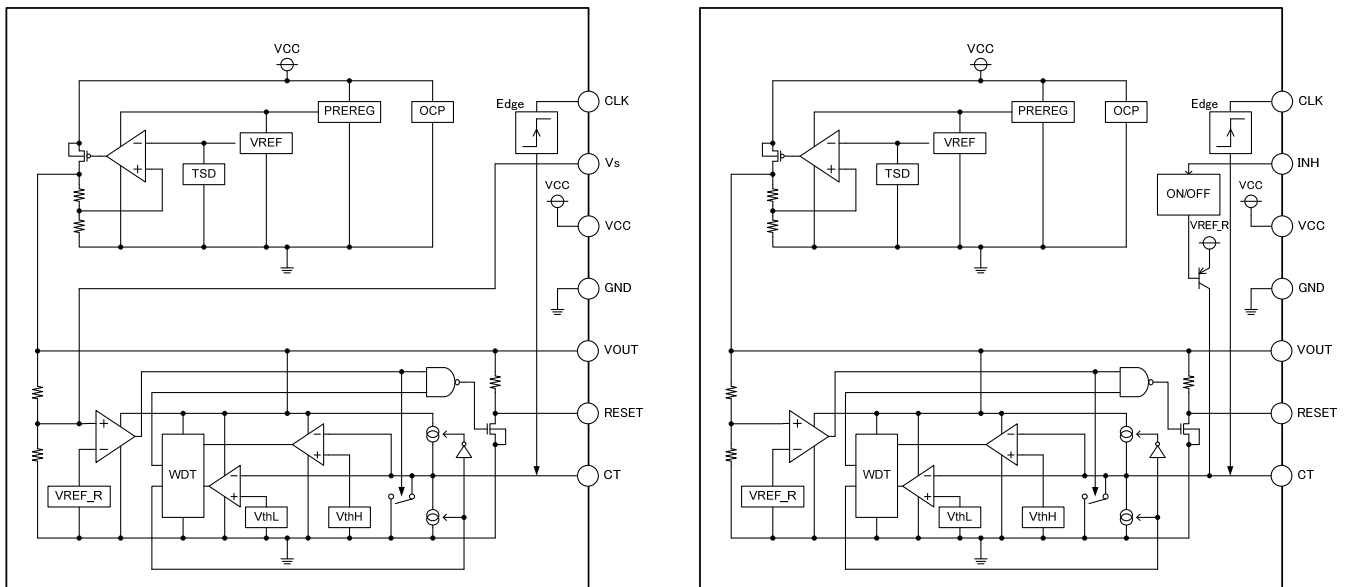 VCC
PREREG
OCP
Edge
CLK
VREF
TSD
−
+
Vs
VCC
VCC
GND
VOUT
RESET
+
−
VREF_R
WDT
−
+
−
+
VthL
VthH
CT
VCC
PREREG
OCP
Edge
CLK
VREF
TSD
−
+
INH
ON/OFF
VCC
VREF_R
VCC
GND
VOUT
RESET
+
−
VREF_R
WDT
−
+
−
+
VthL
VthH
CT